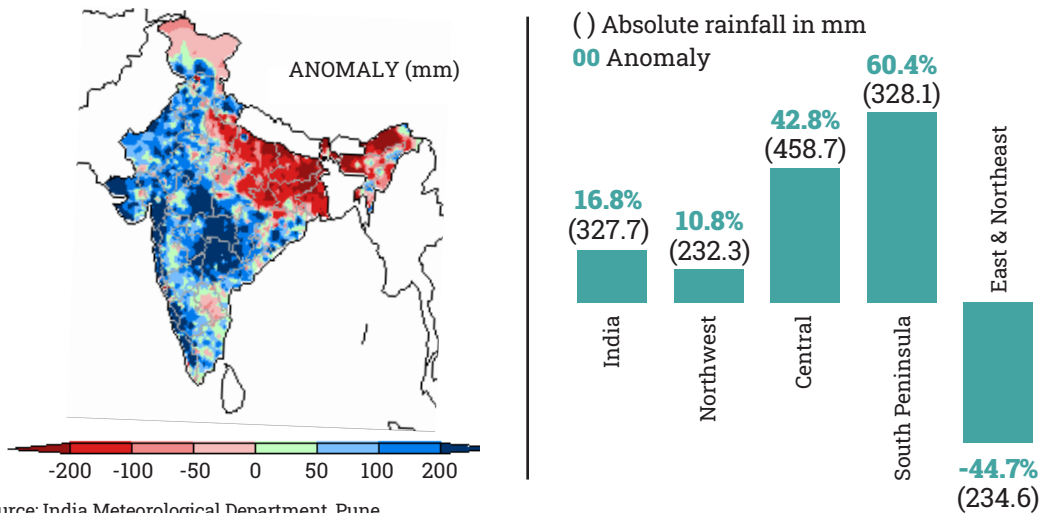 ANOMALY (mm)
-200 -100 -50 0 50 100 200
India Meteorological Department, Pune
( ) Absolute rainfall in mm
00 Anomaly
16.8%
(327.7)
India
10.8%
(232.3)
Northwest
42.8%
(458.7)
Central
60.4%
(328.1)
South Peninsula
East & Northeast
-44.7%
(234.6)